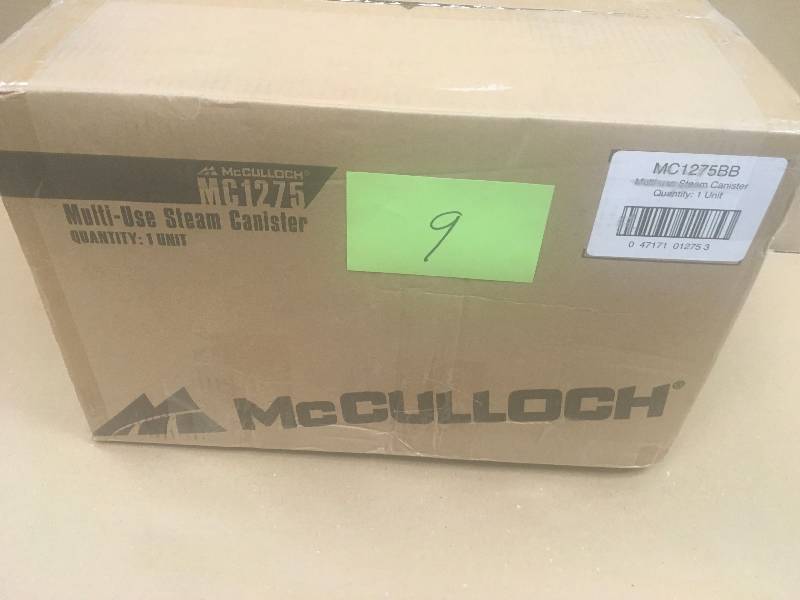 McCULLOCH®
MC1275
Multi-Use Steam Canister
QUANTITY: 1 UNIT
9
MC1275BB
Multi-use Steam Canister
Quantity: 1 Unit
0 47171 01275 3
McCULLOCH®